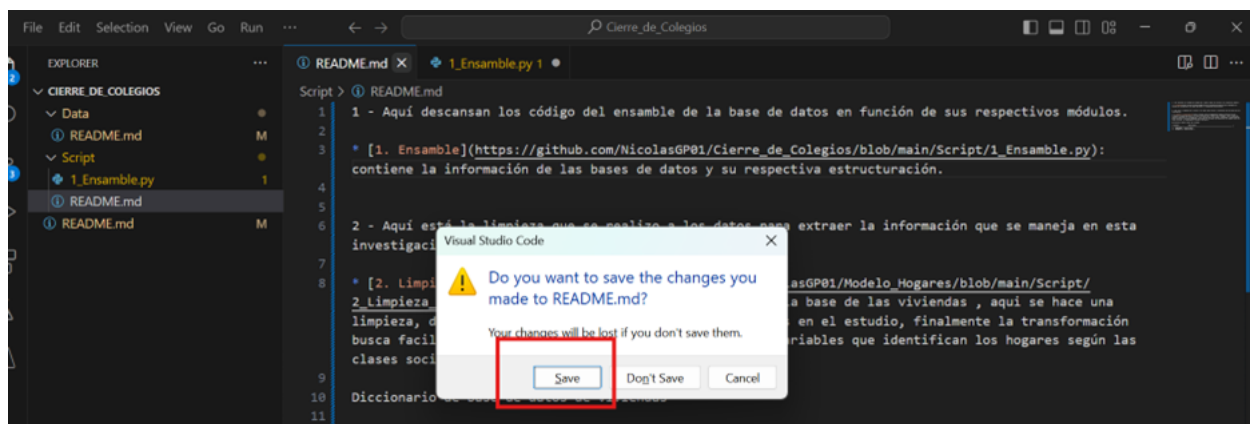 File Edit Selection View Go Run ... Cierre_de_Colegios
EXPLORER ...
README.md 1_Ensamble.py 1
CIERRE_DE_COLEGIOS
Script > README.md
Data
README.md M
Script
1_Ensamble.py 1
README.md
README.md M
2
3
1 1 - Aquí descansan los código del ensamble de la base de datos en función de sus respectivos módulos.
2
3 * [1. Ensamble](https://github.com/NicolasGP01/Cierre_de_Colegios/blob/main/Script/1_Ensamble.py):
contiene la información de las bases de datos y su respectiva estructuración.
4
5
6 2 - Aquí está la limpieza que se realizo a los datos para extraer la información que se maneja en esta
investigaci
7
8 * [2. Limpi asGP01/Modelo_Hogares/blob/main/Script/
2_Limpieza_ a base de las viviendas , aqui se hace una
limpieza, d en el estudio, finalmente la transformación
busca facil riables que identifican los hogares según las
clases soci
9
10 Diccionario de base de datos de viviendas
11
Visual Studio Code
Do you want to save the changes you
made to README.md?
Your changes will be lost if you don't save them.
Save Don't Save Cancel